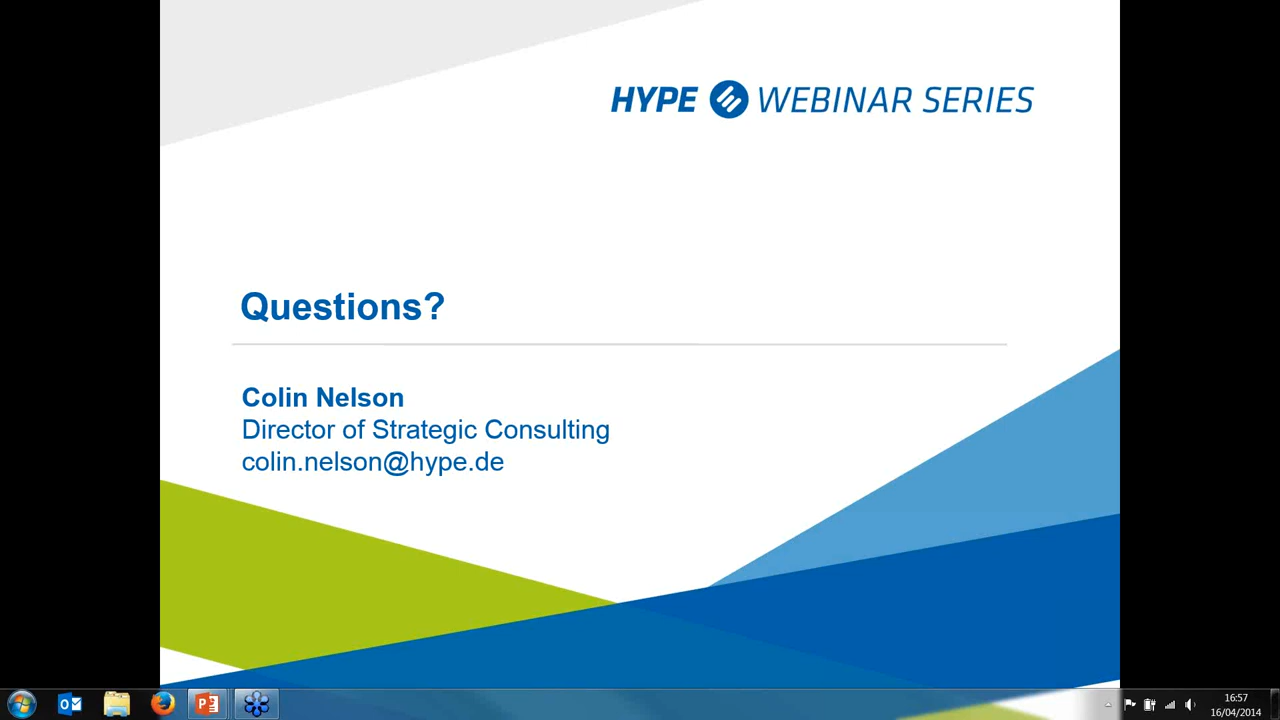 HYPE WEBINAR SERIES
Questions?
Colin Nelson
Director of Strategic Consulting
colin.nelson@hype.de
16:57
16/04/2014